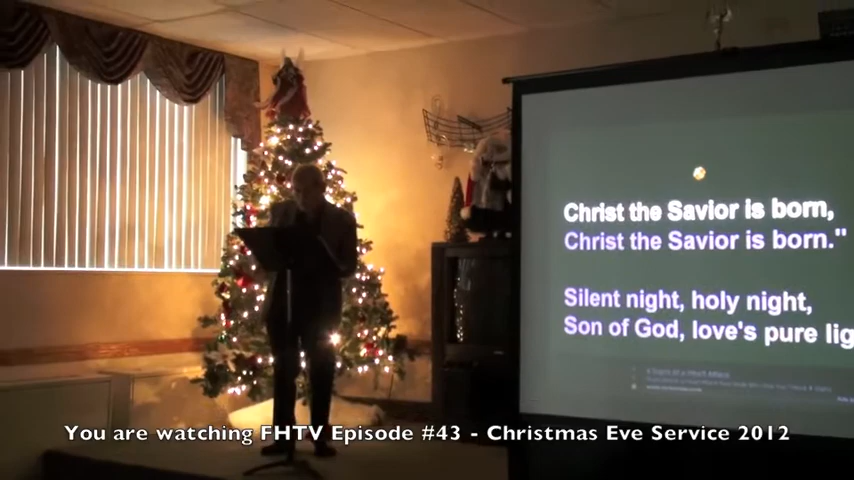 Christ the Savior is born,
Christ the Savior is born."
Silent night, holy night,
Son of God, love's pure lig
You are watching FHTV Episode #43 - Christmas Eve Service 2012